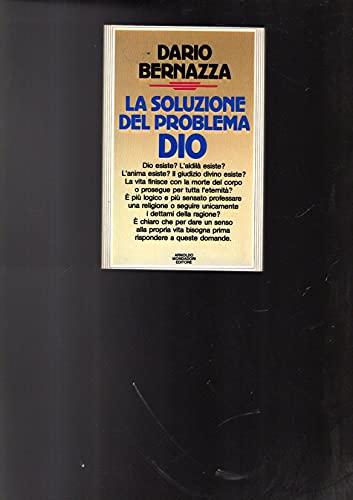 DARIO
BERNAZZA
LA SOLUZIONE
DEL PROBLEMA
DIO
Dio esiste? L'aldilà esiste?
L'anima esiste? Il giudizio divino esiste?
La vita finisce con la morte del corpo
o prosegue per tutta l'eternità?
È più logico e più sensato professare
una religione o seguire unicamente
i dettami della ragione?
È chiaro che per dare un senso
alla propria vita bisogna prima
rispondere a queste domande.
ARNOLDO
MONDADORI
EDITORE